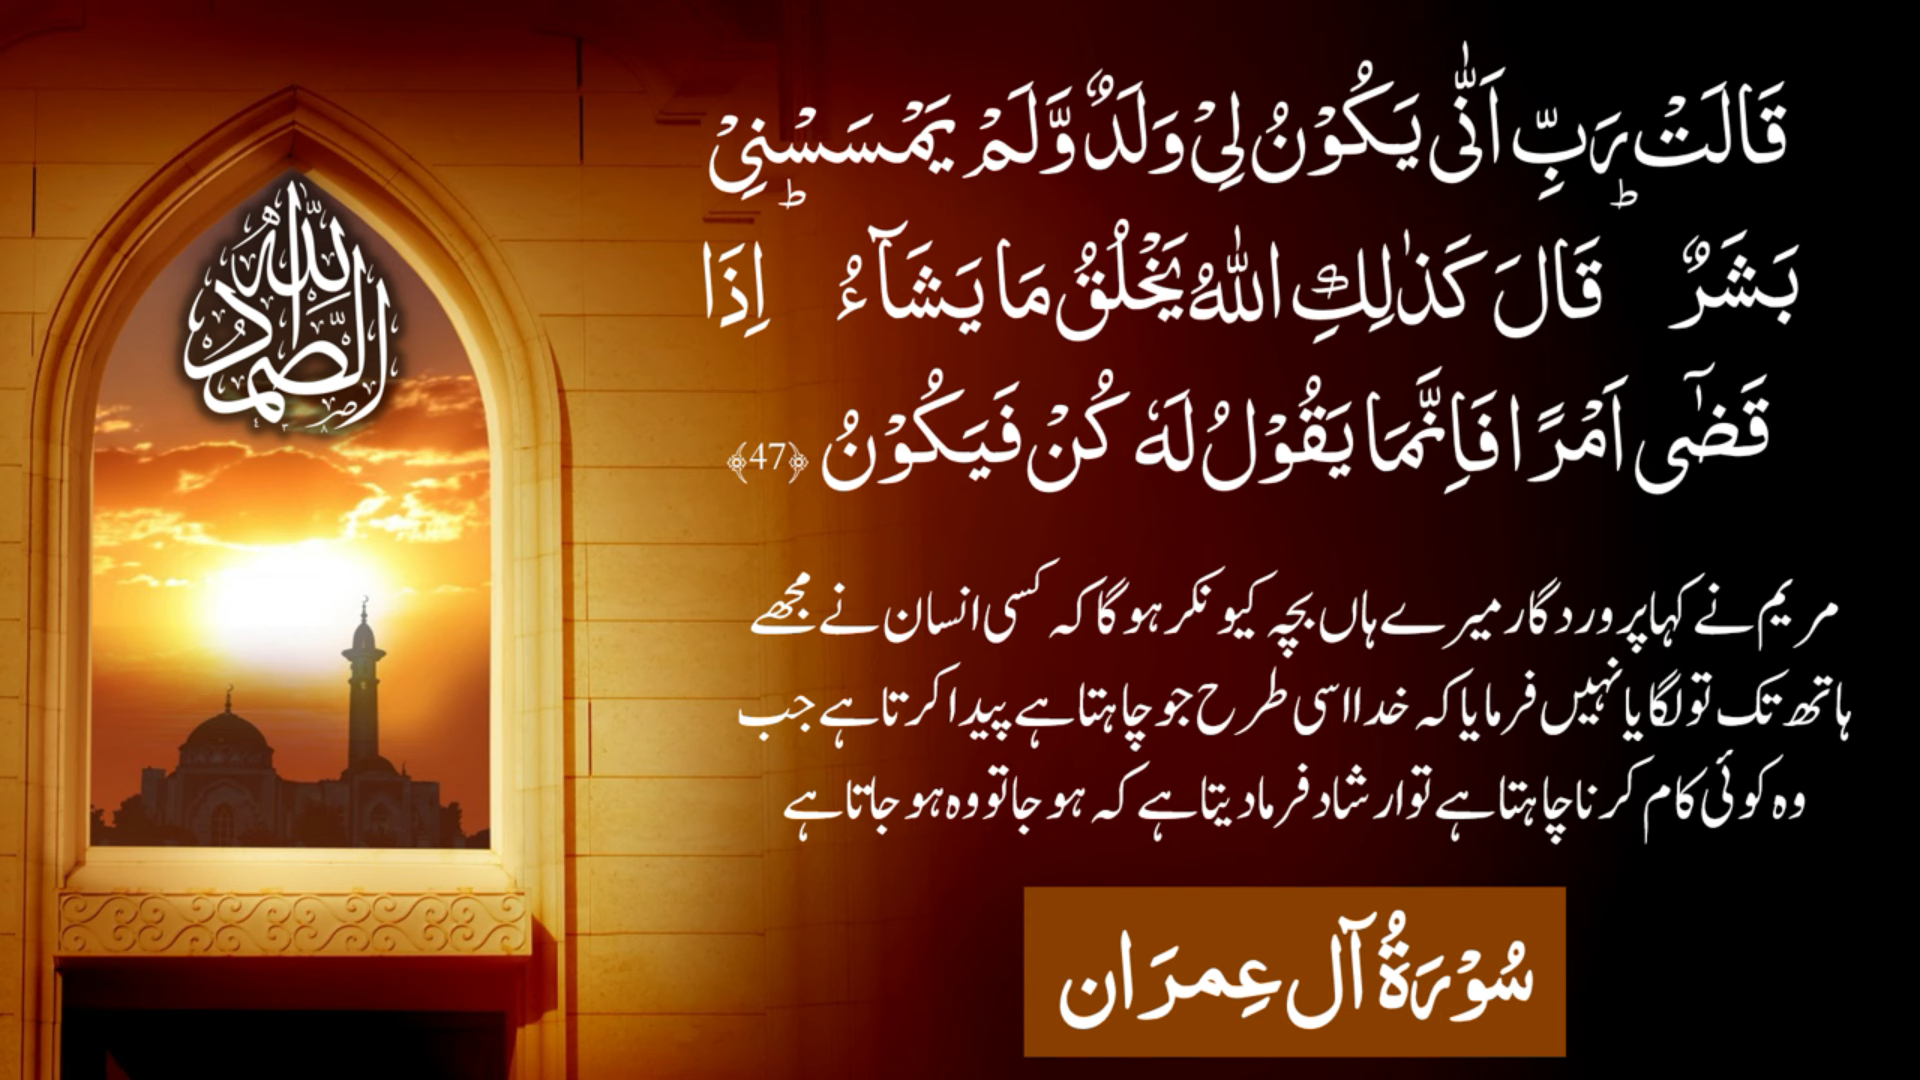 اللّٰه الصمد
قَالَتْ رَبِّ اَنّٰى يَكُوْنُ لِىْ وَلَدٌ وَّلَمْ يَمْسَسْنِىْ
بَشَرٌ قَالَ كَذٰلِكِ اللّٰهُ يَخْلُقُ مَا يَشَآءُ اِذَا
قَضٰٓى اَمْرًا فَاِنَّمَا يَقُوْلُ لَهٗ كُنْ فَيَكُوْنُ ﴿47﴾
مریم نے کہا پروردگار میرے ہاں بچہ کیونکر ہوگا کہ کسی انسان نے مجھے
ہاتھ تک تو لگایا نہیں فرمایا کہ خدا اسی طرح جو چاہتا ہے پیدا کرتا ہے جب
وہ کوئی کام کرنا چاہتا ہے تو ارشاد فرما دیتا ہے کہ ہو جا تو وہ ہو جاتا ہے
سُوْرَةُ آل عِمرَان